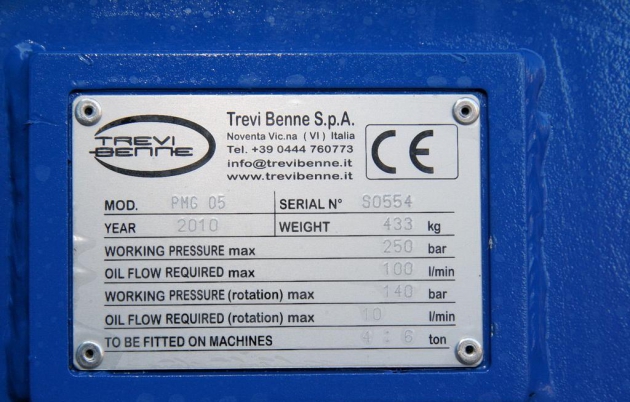 TREVI
BENNE
Trevi Benne S.p.A.
Noventa Vic.na (VI) Italia
Tel. +39 0444 760773
info@trevibenne.it
www.trevibenne.it
CE
MOD. PMG 05 SERIAL N° S0554
YEAR 2010 WEIGHT 433 kg
WORKING PRESSURE max 250 bar
OIL FLOW REQUIRED max 100 l/min
WORKING PRESSURE (rotation) max 140 bar
OIL FLOW REQUIRED (rotation) max 10 l/min
TO BE FITTED ON MACHINES 4 : 6 ton